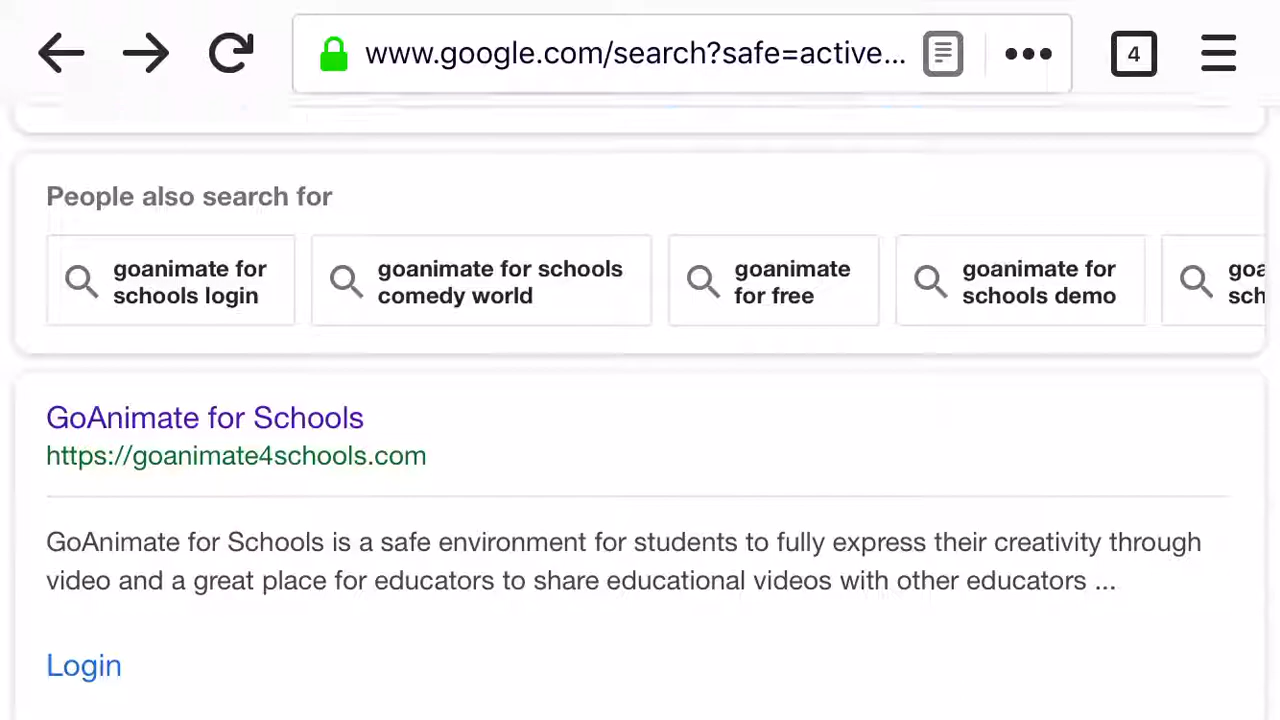 www.google.com/search?safe=active...
4
People also search for
goanimate for
schools login
goanimate for schools
comedy world
goanimate
for free
goanimate for
schools demo
goa
sch
GoAnimate for Schools
https://goanimate4schools.com
GoAnimate for Schools is a safe environment for students to fully express their creativity through
video and a great place for educators to share educational videos with other educators ...
Login